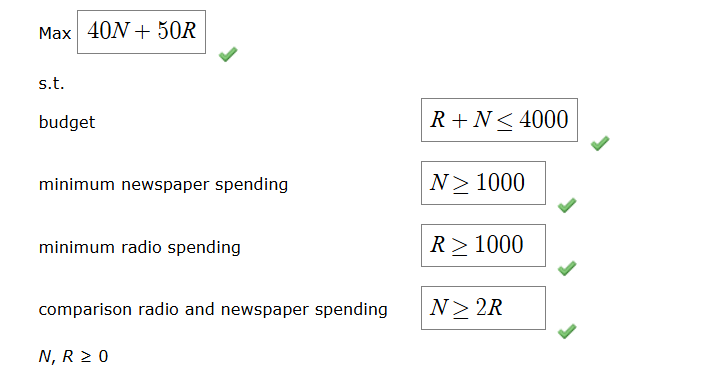 Max 40N + 50R
s.t.
budget R + N ≤ 4000
minimum newspaper spending N ≥ 1000
minimum radio spending R ≥ 1000
comparison radio and newspaper spending N ≥ 2R
N, R ≥ 0